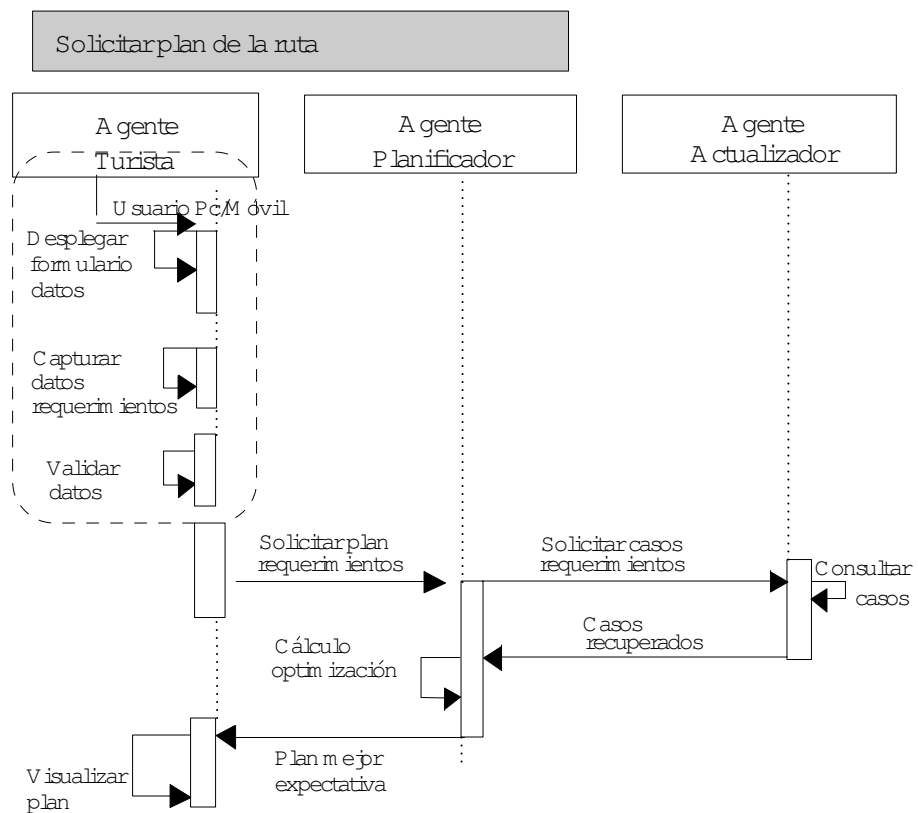 Solicitar plan de la ruta
Agente
Turista
Agente
Planificador
Agente
Actualizador
Usuario Pc/Móvil
Desplegar
formulario
datos
Capturar
datos
requerimientos
Validar
datos
Solicitar plan
requerimientos
Solicitar casos
requerimientos
Consultar
casos
Casos
recuperados
Cálculo
optimización
Plan mejor
expectativa
Visualizar
plan